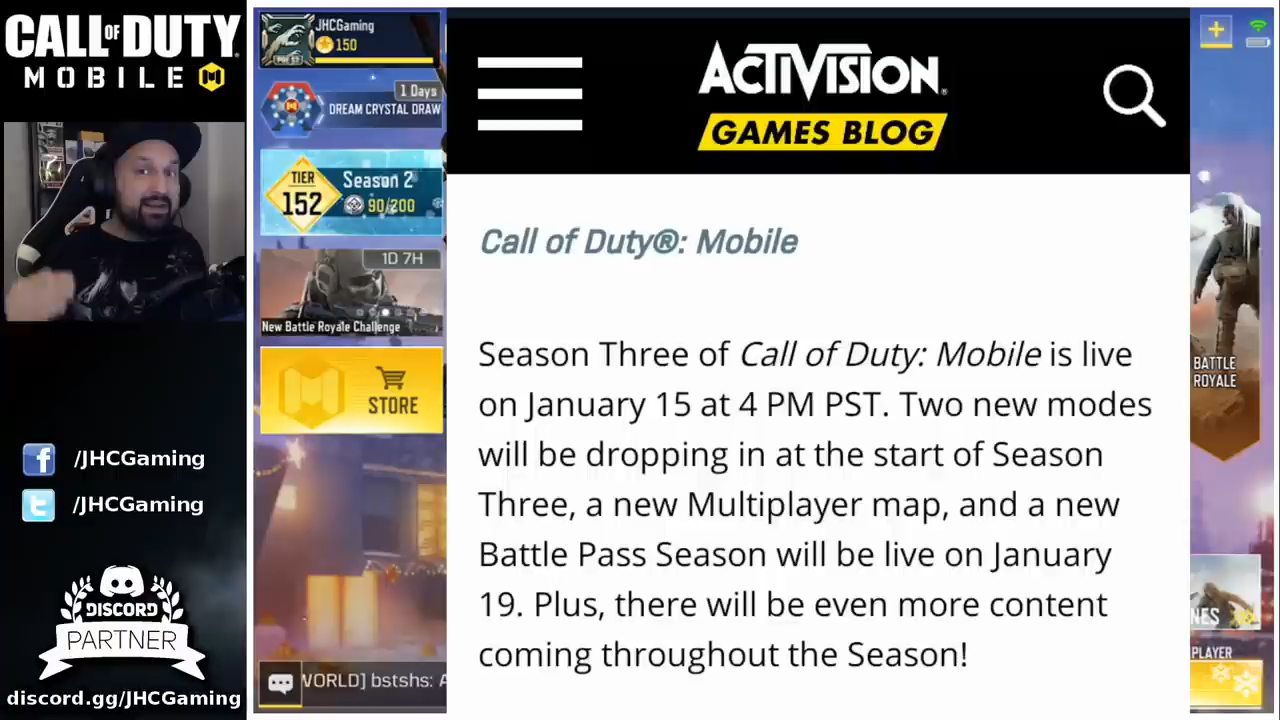 CALL OF DUTY
MOBILE
/JHCGaming
/JHCGaming
DISCORD
PARTNER
discord.gg/JHCGaming
JHCGaming
150
1 Days
DREAM CRYSTAL DRAW
TIER
152
Season 2
90/200
1D 7H
New Battle Royale Challenge
STORE
WORLD] bstshs: A
ACTIVISION
GAMES BLOG
Call of Duty®: Mobile
Season Three of Call of Duty: Mobile is live
on January 15 at 4 PM PST. Two new modes
will be dropping in at the start of Season
Three, a new Multiplayer map, and a new
Battle Pass Season will be live on January
19. Plus, there will be even more content
coming throughout the Season!
+
BATTLE
ROYALE
NES
PLAYER